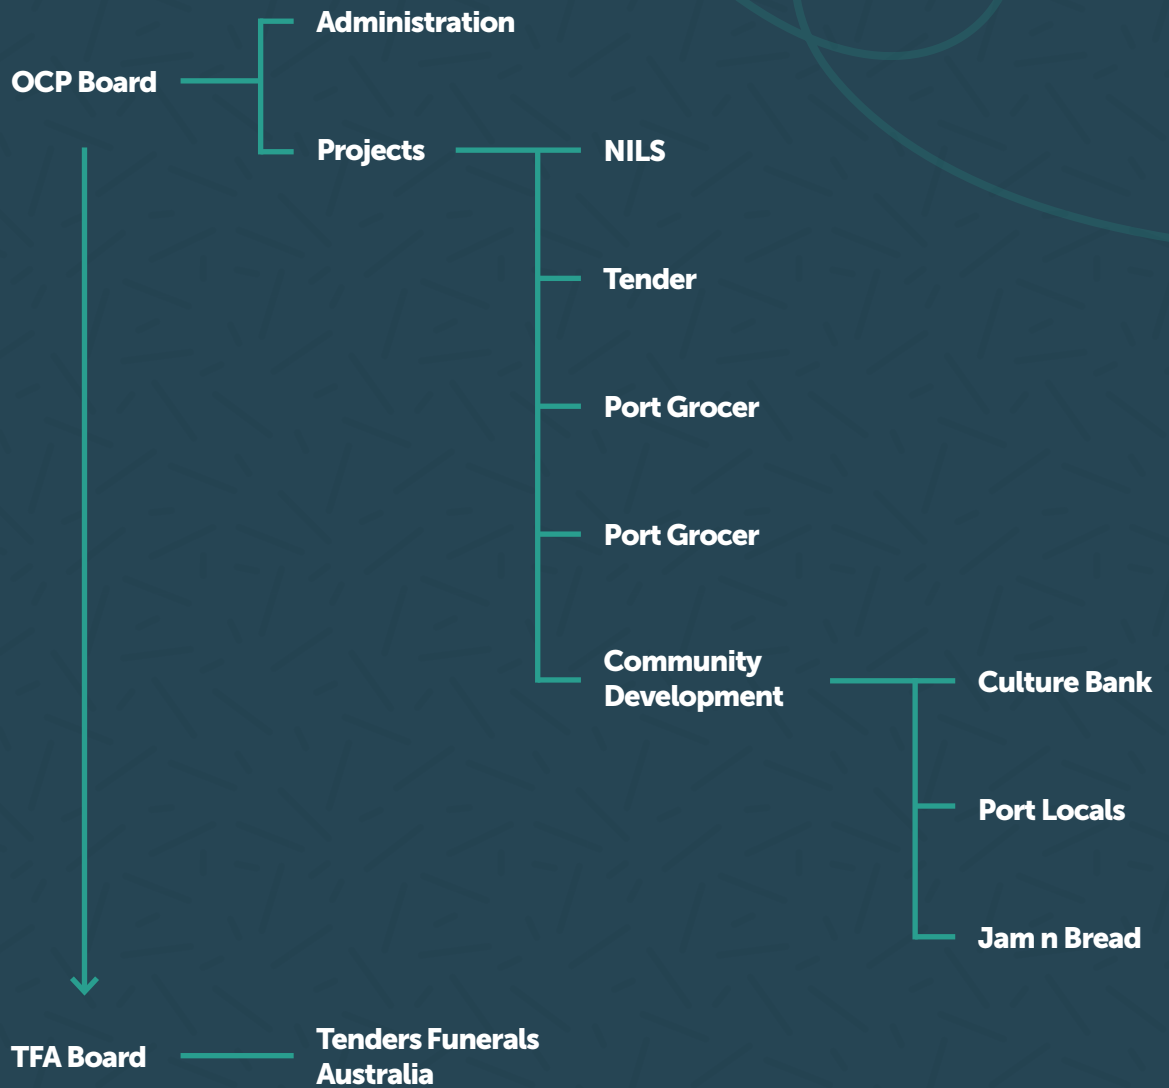 Administration
OCP Board
Projects
NILS
Tender
Port Grocer
Port Grocer
Community
Development
Culture Bank
Port Locals
Jam n Bread
TFA Board
Tenders Funerals
Australia